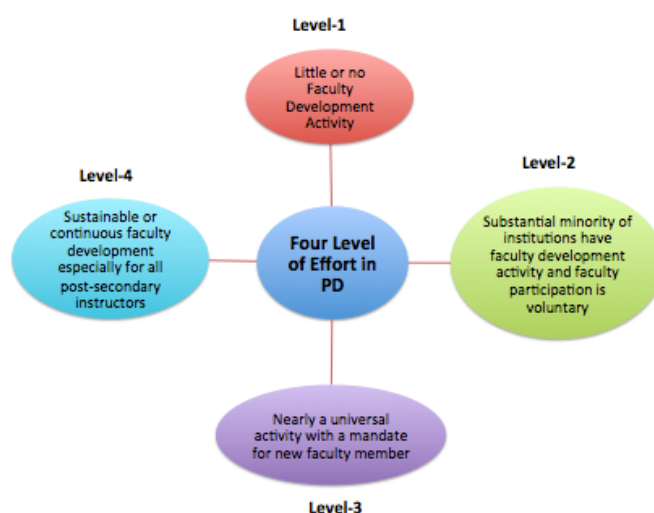 Level-1
Little or no
Faculty
Development
Activity
Level-2
Substantial minority of
institutions have
faculty development
activity and faculty
participation is
voluntary
Level-4
Sustainable or
continuous faculty
development
especially for all
post-secondary
instructors
Four Level
of Effort in
PD
Nearly a universal
activity with a mandate
for new faculty member
Level-3